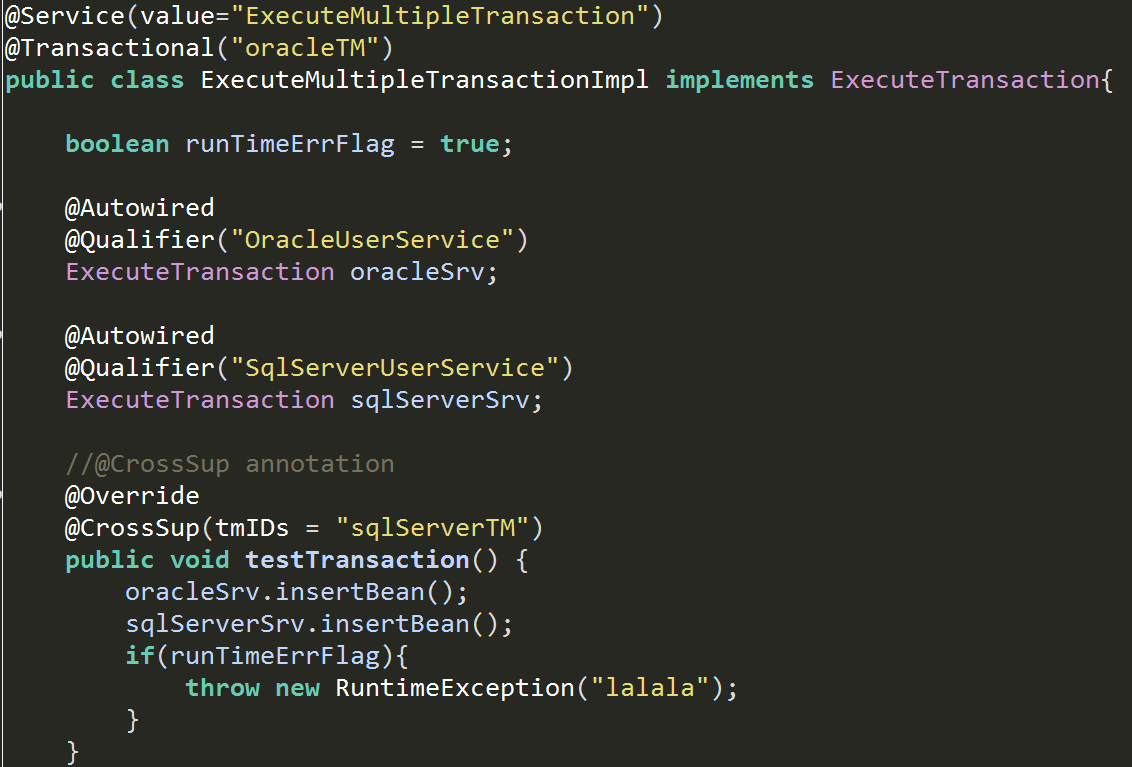 @Service(value="ExecuteMultipleTransaction")
@Transactional("oracleTM")
public class ExecuteMultipleTransactionImpl implements ExecuteTransaction{
boolean runTimeErrFlag = true;
@Autowired
@Qualifier("OracleUserService")
ExecuteTransaction oracleSrv;
@Autowired
@Qualifier("SqlServerUserService")
ExecuteTransaction sqlServerSrv;
//@CrossSup annotation
@Override
@CrossSup(tmIDs = "sqlServerTM")
public void testTransaction() {
oracleSrv.insertBean();
sqlServerSrv.insertBean();
if(runTimeErrFlag){
throw new RuntimeException("lalala");
}
}